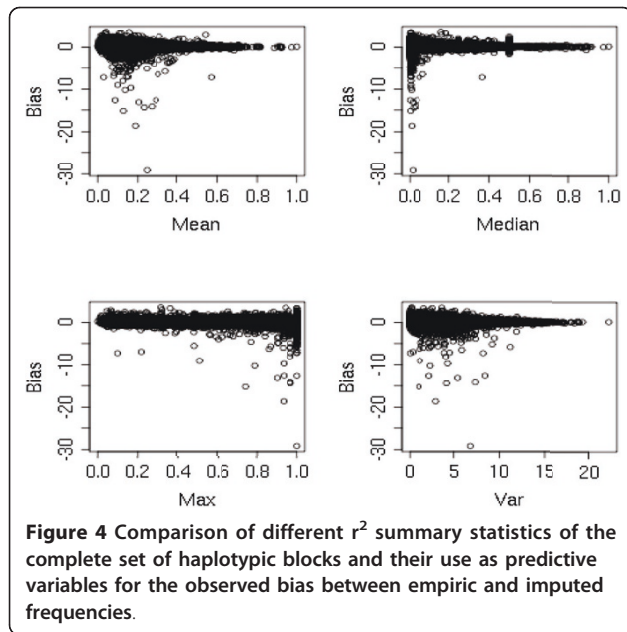 Bias
0
-10
-20
-30
0.0 0.2 0.4 0.6 0.8 1.0
Mean
Bias
0
-10
-20
-30
0.0 0.2 0.4 0.6 0.8 1.0
Median
Bias
0
-10
-20
-30
0.0 0.2 0.4 0.6 0.8 1.0
Max
Bias
0
-10
-20
-30
0 5 10 15 20
Var
Figure 4 Comparison of different r² summary statistics of the
complete set of haplotypic blocks and their use as predictive
variables for the observed bias between empiric and imputed
frequencies.